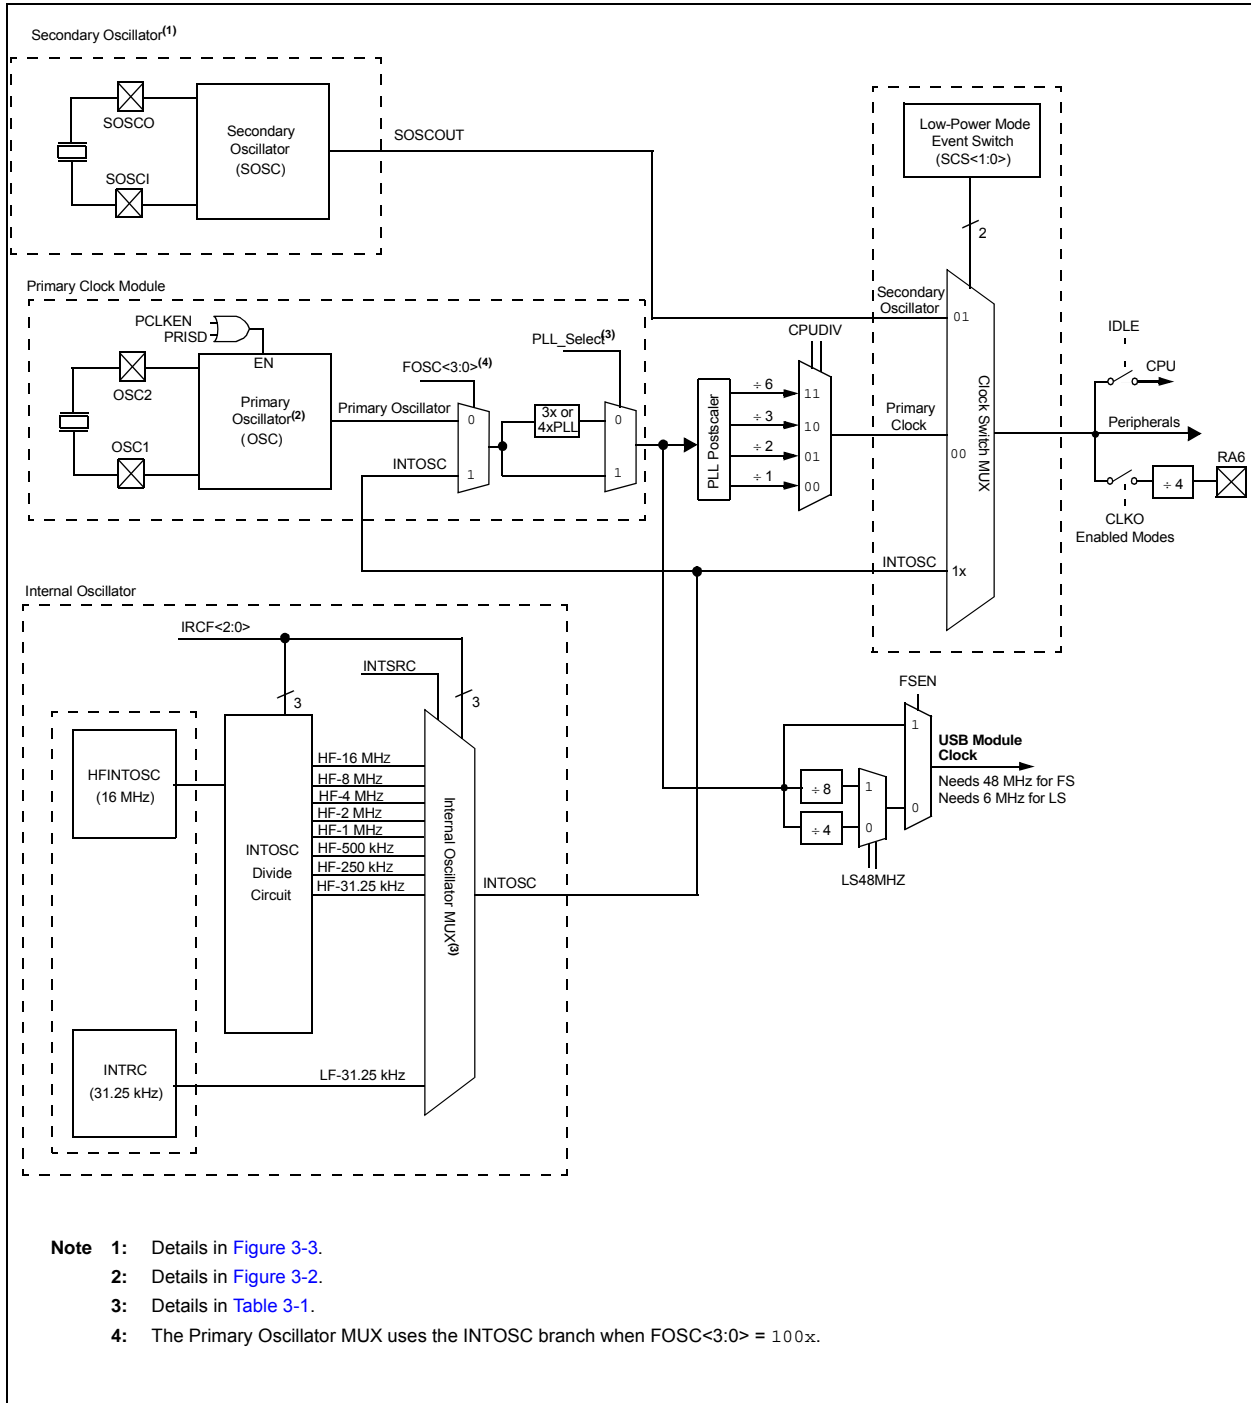 Secondary Oscillator(1)
SOSCO
SOSCI
Secondary
Oscillator
(SOSC)
SOSCOUT
Low-Power Mode
Event Switch
(SCS<1:0>)
2
Primary Clock Module
PCLKEN
PRISD
EN
OSC2
OSC1
Primary
Oscillator(2)
(OSC)
Primary Oscillator
INTOSC
FOSC<3:0>(4)
0
1
3x or
4xPLL
PLL_Select(3)
0
1
PLL Postscaler
÷ 6
÷ 3
÷ 2
÷ 1
CPUDIV
11
10
01
00
Secondary
Oscillator
01
Primary
Clock
00
INTOSC
1x
Clock Switch MUX
IDLE
CPU
Peripherals
RA6
÷ 4
CLKO
Enabled Modes
Internal Oscillator
IRCF<2:0>
INTSRC
3
3
HFINTOSC
(16 MHz)
INTOSC
Divide
Circuit
HF-16 MHz
HF-8 MHz
HF-4 MHz
HF-2 MHz
HF-1 MHz
HF-500 kHz
HF-250 kHz
HF-31.25 kHz
Internal Oscillator MUX(3)
INTOSC
INTRC
(31.25 kHz)
LF-31.25 kHz
FSEN
1
0
÷ 8
÷ 4
1
0
LS48MHZ
USB Module
Clock
Needs 48 MHz for FS
Needs 6 MHz for LS
Note 1: Details in Figure 3-3.
2: Details in Figure 3-2.
3: Details in Table 3-1.
4: The Primary Oscillator MUX uses the INTOSC branch when FOSC<3:0> = 100x.